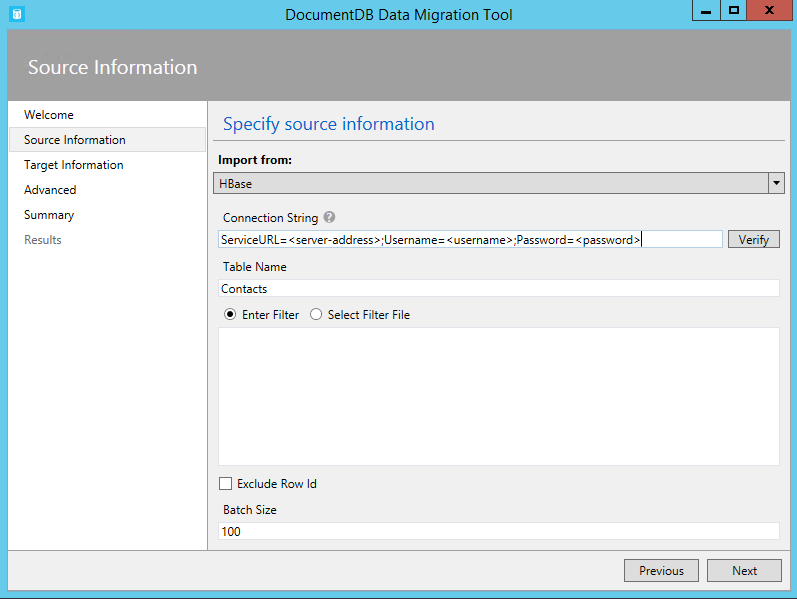 DocumentDB Data Migration Tool
Source Information
Welcome
Source Information
Target Information
Advanced
Summary
Results
Specify source information
Import from:
HBase
Connection String ?
ServiceURL=<server-address>;Username=<username>;Password=<password>
Verify
Table Name
Contacts
Enter Filter Select Filter File
Exclude Row Id
Batch Size
100
Previous Next